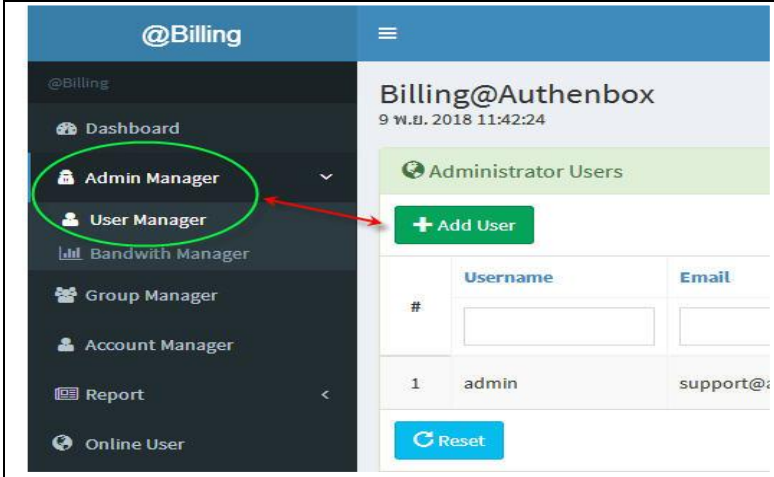 @Billing
@Billing
Dashboard
Admin Manager
User Manager
Bandwith Manager
Group Manager
Account Manager
Report
Online User
Billing@Authenbox
9 พ.ย. 2018 11:42:24
Administrator Users
Add User
# Username Email
1 admin support@a
Reset